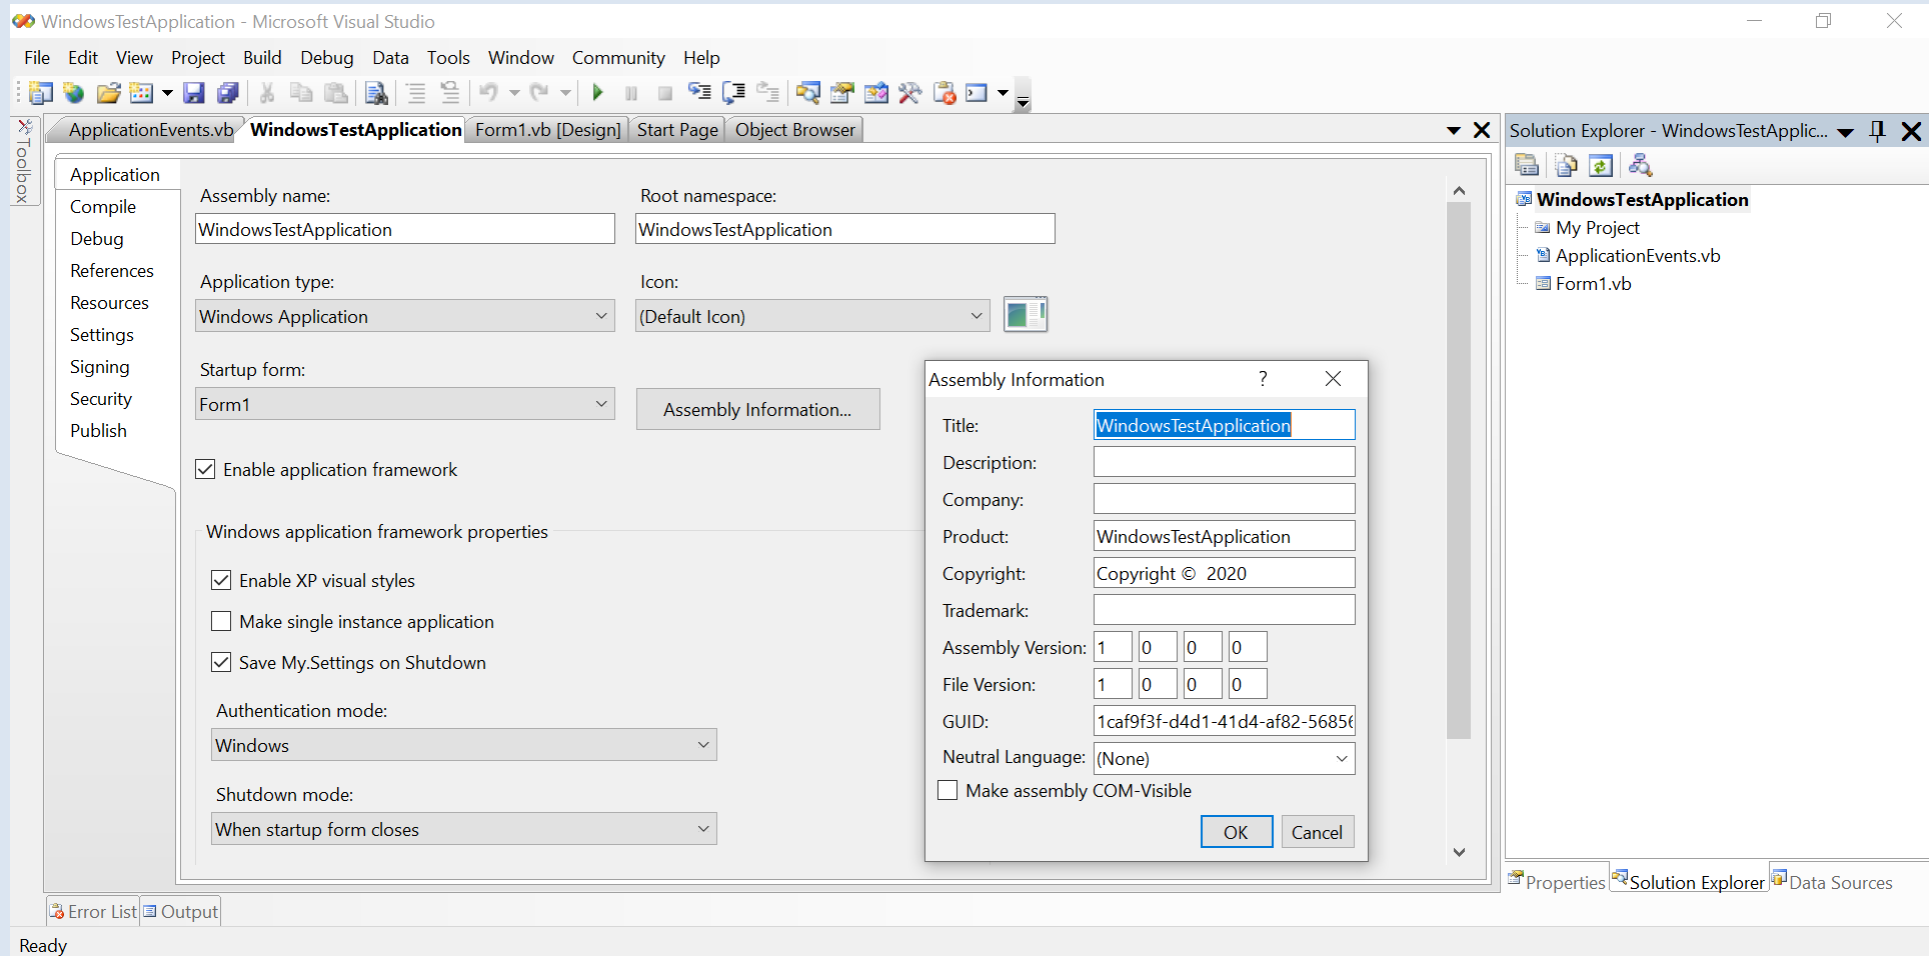 WindowsTestApplication - Microsoft Visual Studio
File Edit View Project Build Debug Data Tools Window Community Help
Toolbox
ApplicationEvents.vb WindowsTestApplication Form1.vb [Design] Start Page Object Browser
Application
Compile
Debug
References
Resources
Settings
Signing
Security
Publish
Assembly name: Root namespace:
WindowsTestApplication WindowsTestApplication
Application type: Icon:
Windows Application (Default Icon)
Startup form:
Form1 Assembly Information...
Enable application framework
Windows application framework properties
Enable XP visual styles
Make single instance application
Save My.Settings on Shutdown
Authentication mode:
Windows
Shutdown mode:
When startup form closes
Assembly Information ?
Title: WindowsTestApplication
Description:
Company:
Product: WindowsTestApplication
Copyright: Copyright © 2020
Trademark:
Assembly Version: 1 0 0 0
File Version: 1 0 0 0
GUID: 1caf9f3f-d4d1-41d4-af82-5685
Neutral Language: (None)
Make assembly COM-Visible
OK Cancel
Solution Explorer - WindowsTestApplic...
WindowsTestApplication
My Project
ApplicationEvents.vb
Form1.vb
Properties Solution Explorer Data Sources
Error List Output
Ready